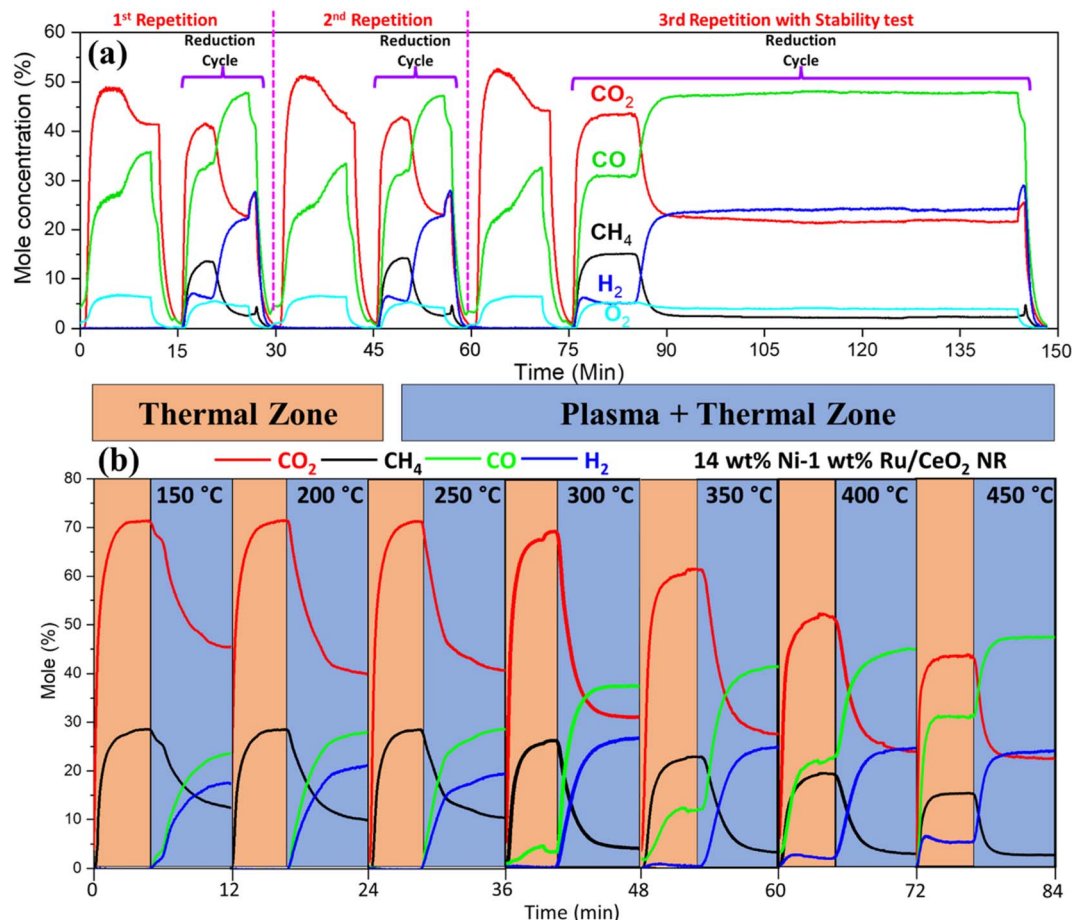 1st Repetition 2nd Repetition 3rd Repetition with Stability test
(a)
Reduction Cycle
Reduction Cycle
Reduction Cycle
Mole concentration (%)
60
50
40
30
20
10
0
CO2
CO
CH4
H2
O2
0 15 30 45 60 75 90 105 120 135 150
Time (Min)
Thermal Zone Plasma + Thermal Zone
(b)
CO2 CH4 CO H2 14 wt% Ni-1 wt% Ru/CeO2 NR
150 °C 200 °C 250 °C 300 °C 350 °C 400 °C 450 °C
Mole (%)
80
70
60
50
40
30
20
10
0
0 12 24 36 48 60 72 84
Time (min)